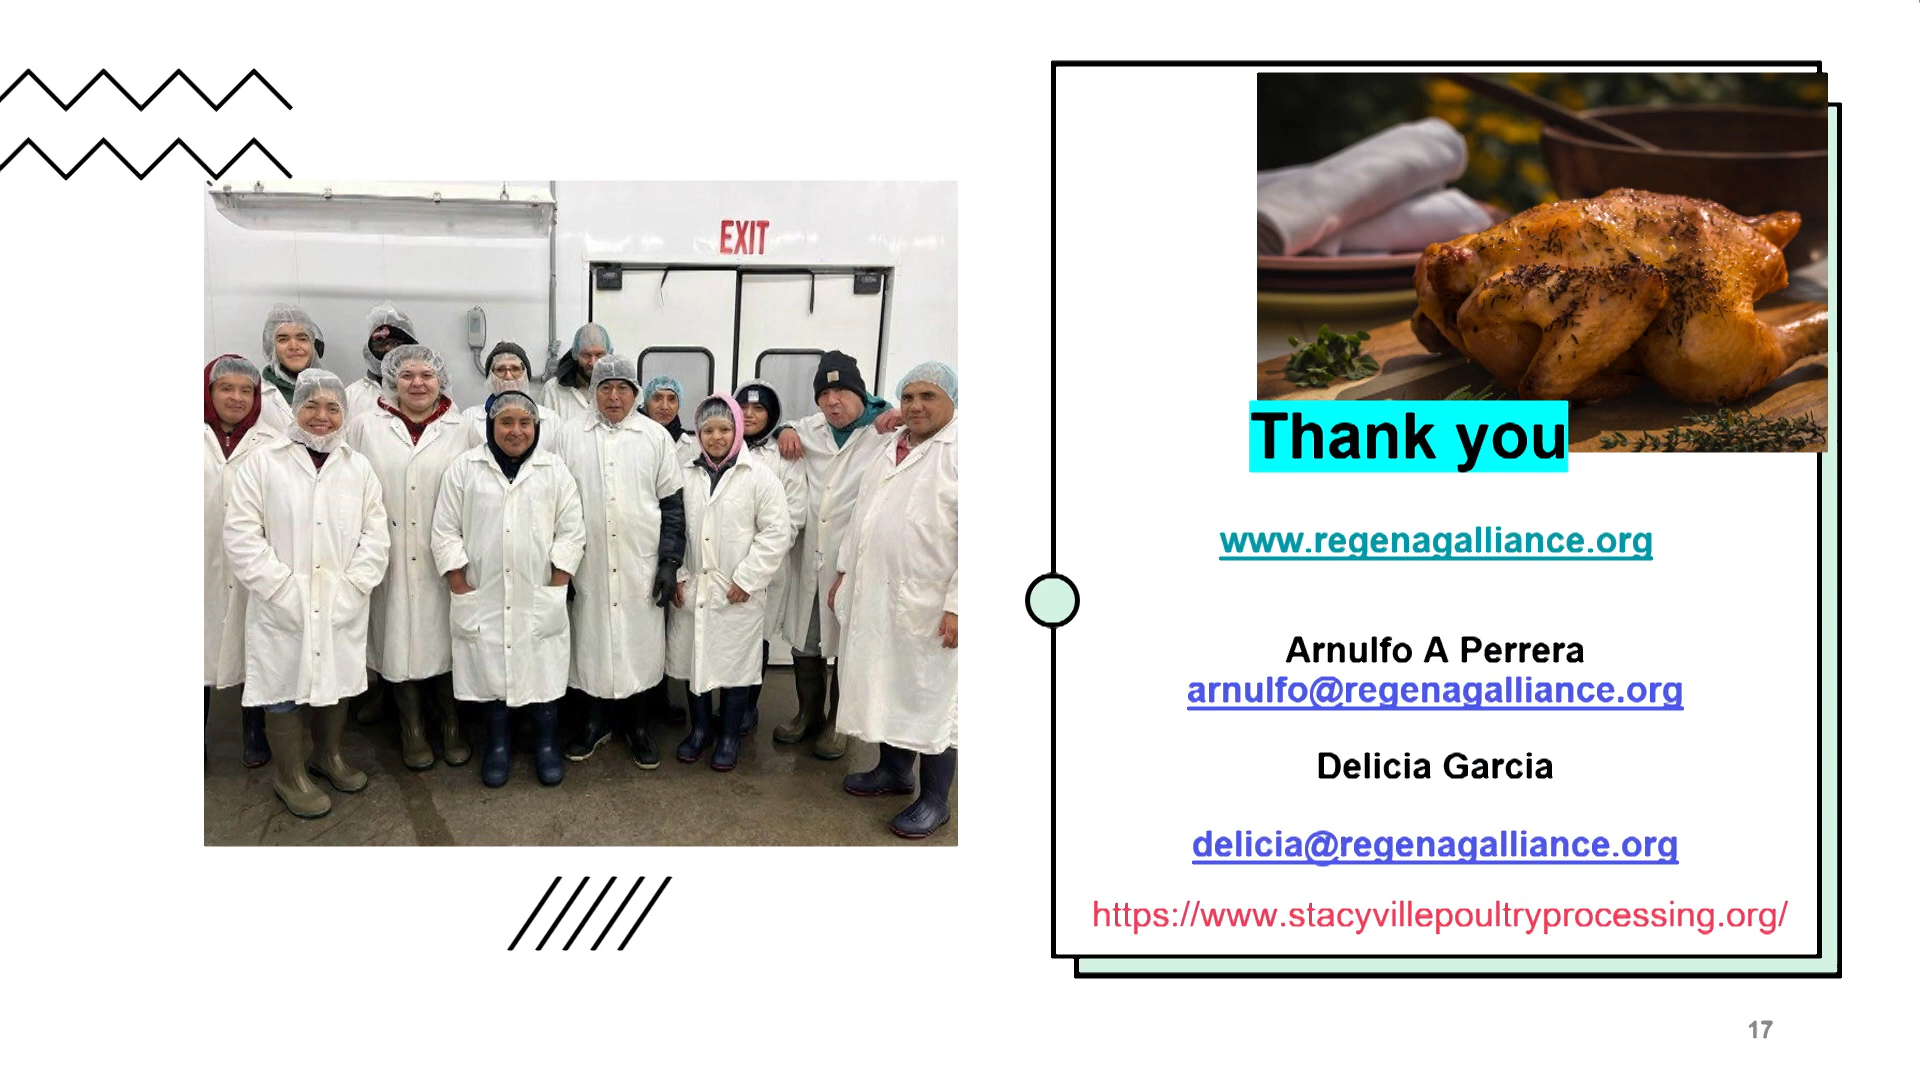 EXIT
Thank you
www.regenagalliance.org
Arnulfo A Perrera
arnulfo@regenagalliance.org
Delicia Garcia
delicia@regenagalliance.org
https://www.stacyvillepoultryprocessing.org/
17